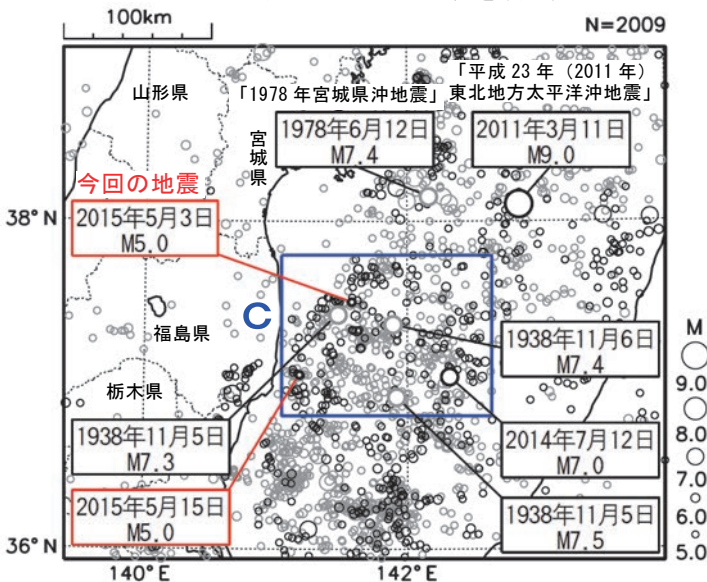 100km
N=2009
「平成 23 年（2011 年）
東北地方太平洋沖地震」
「1978 年宮城県沖地震」
山形県
宮城県
1978年6月12日
M7.4
2011年3月11日
M9.0
今回の地震
2015年5月3日
M5.0
38°N
C
福島県
1938年11月6日
M7.4
栃木県
1938年11月5日
M7.3
2014年7月12日
M7.0
2015年5月15日
M5.0
1938年11月5日
M7.5
M
9.0
8.0
7.0
6.0
5.0
36°N
140°E
142°E